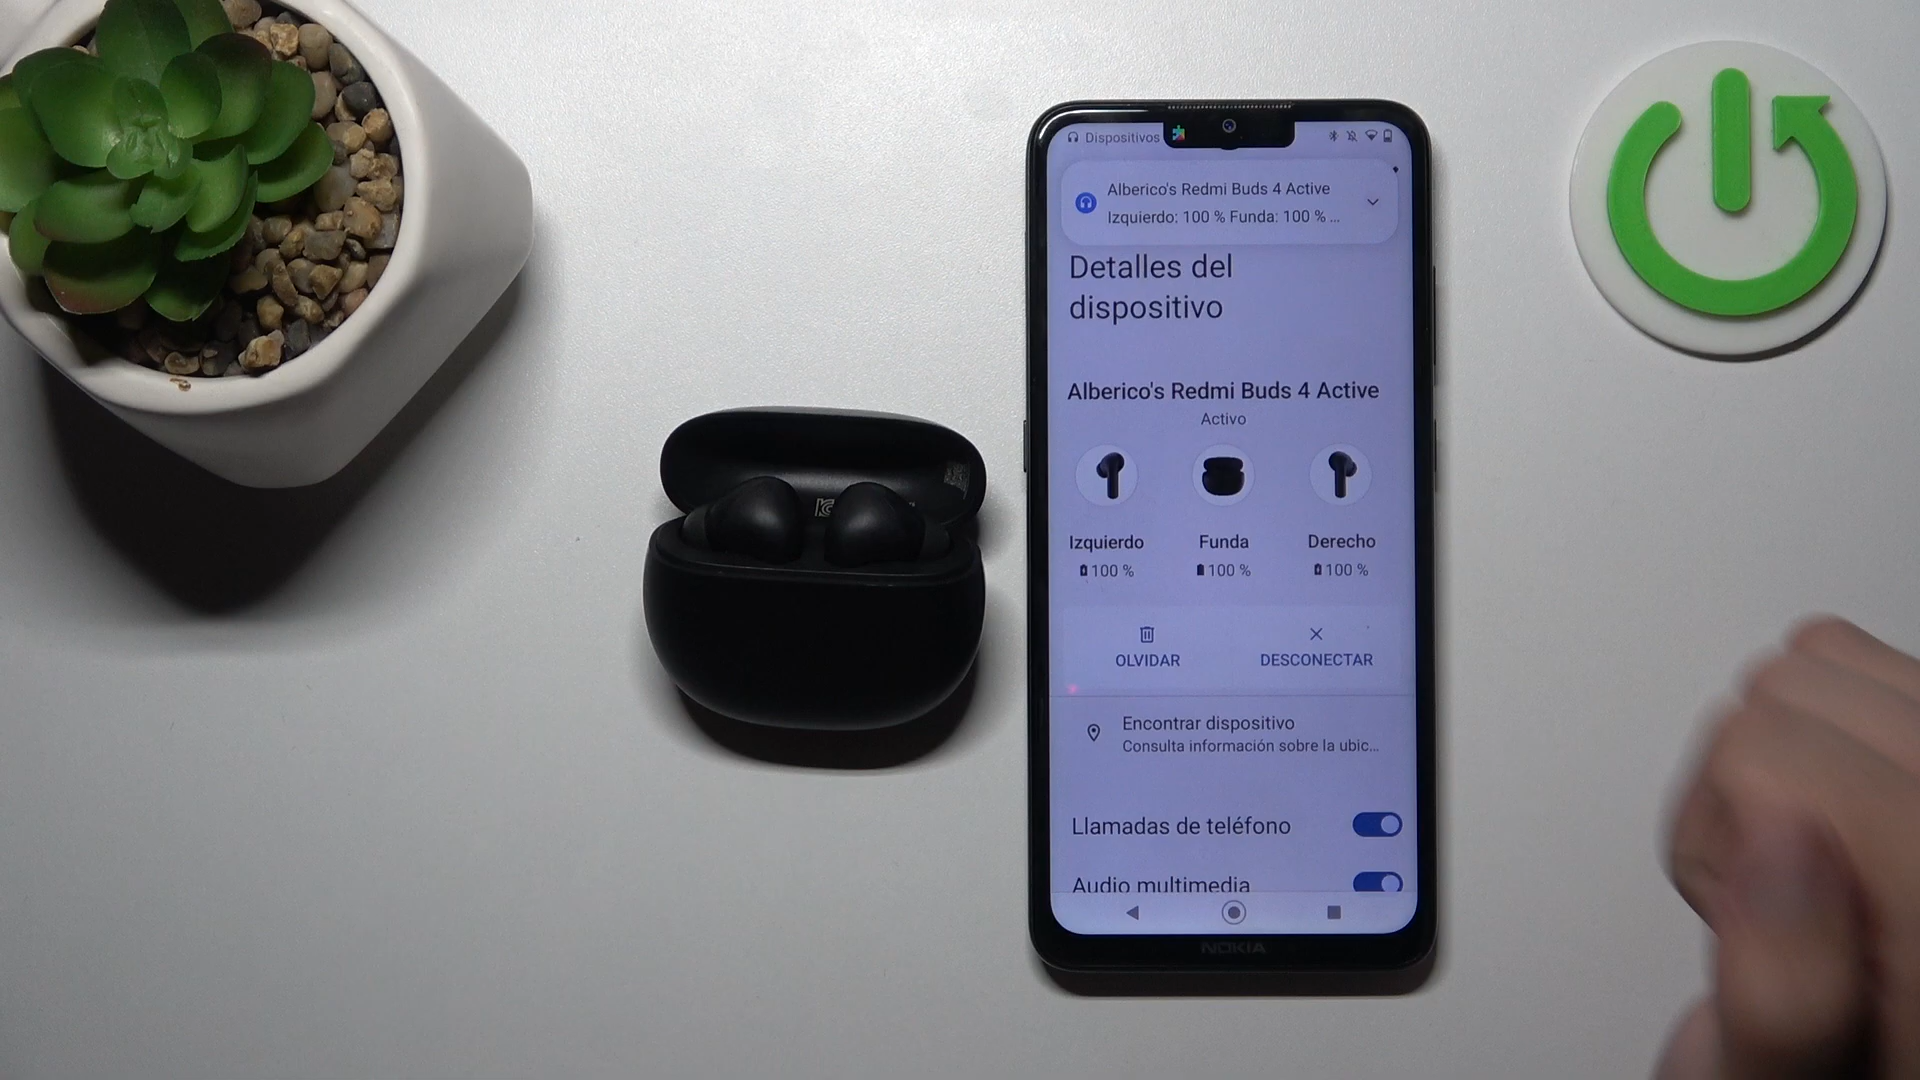 Dispositivos
Alberico's Redmi Buds 4 Active
Izquierdo: 100 % Funda: 100 % ...
Detalles del
dispositivo
Alberico's Redmi Buds 4 Active
Activo
Izquierdo
Funda
Derecho
100 %
100 %
100 %
OLVIDAR
DESCONECTAR
Encontrar dispositivo
Consulta información sobre la ubic...
Llamadas de teléfono
Audio multimedia
NOKIA